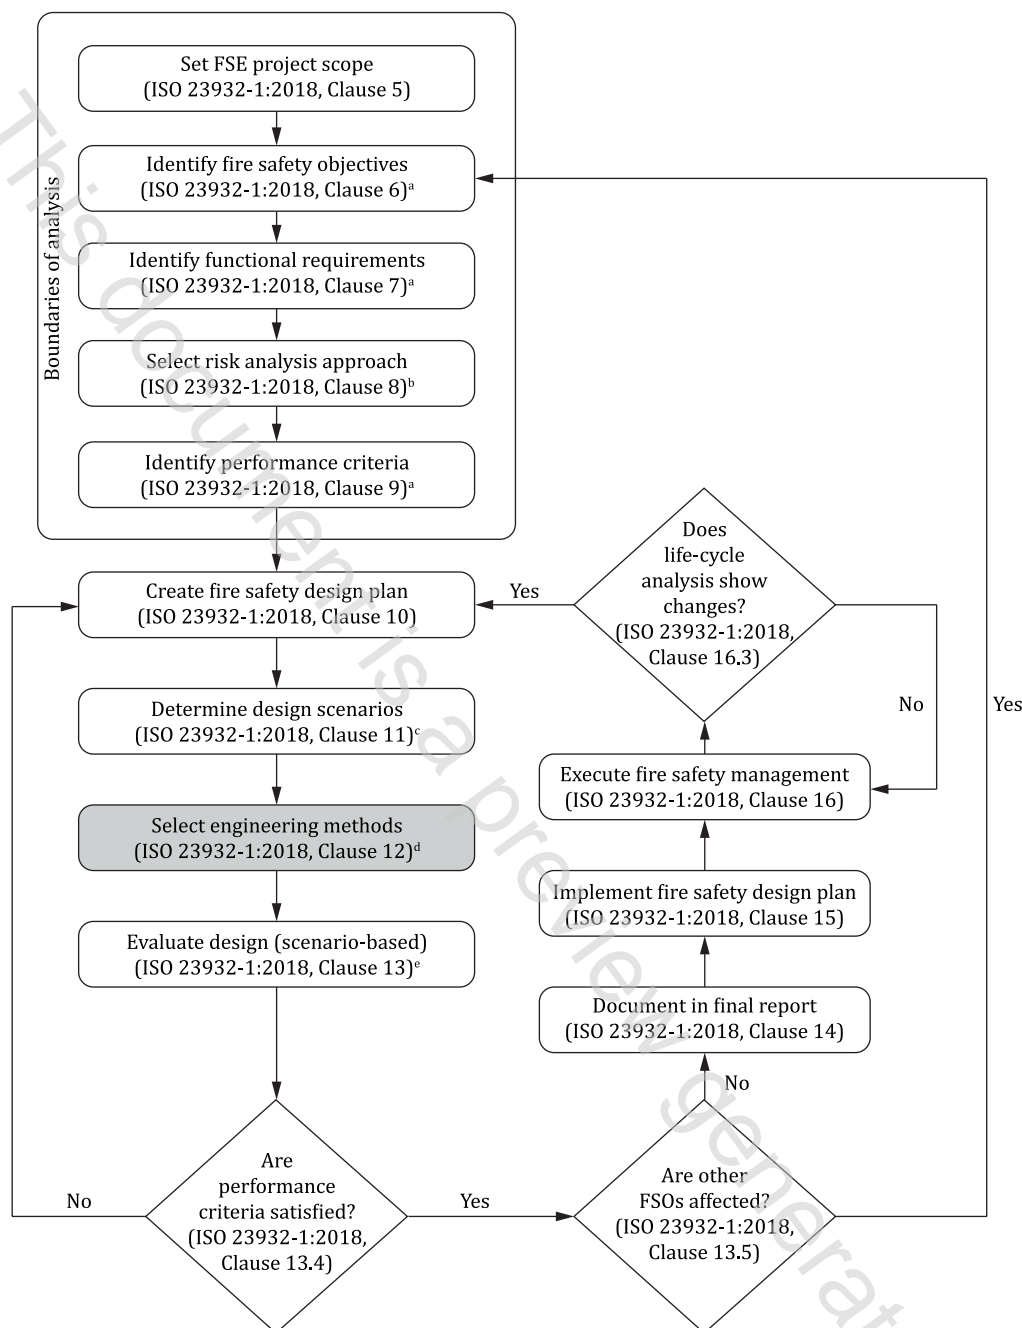 Boundaries of analysis
Set FSE project scope
(ISO 23932-1:2018, Clause 5)
Identify fire safety objectives
(ISO 23932-1:2018, Clause 6)ᵃ
Identify functional requirements
(ISO 23932-1:2018, Clause 7)ᵃ
Select risk analysis approach
(ISO 23932-1:2018, Clause 8)ᵇ
Identify performance criteria
(ISO 23932-1:2018, Clause 9)ᵃ
Create fire safety design plan
(ISO 23932-1:2018, Clause 10)
Determine design scenarios
(ISO 23932-1:2018, Clause 11)ᶜ
Select engineering methods
(ISO 23932-1:2018, Clause 12)ᵈ
Evaluate design (scenario-based)
(ISO 23932-1:2018, Clause 13)ᵉ
Are
performance
criteria satisfied?
(ISO 23932-1:2018,
Clause 13.4)
No
Yes
Are other
FSOs affected?
(ISO 23932-1:2018,
Clause 13.5)
No
Yes
Document in final report
(ISO 23932-1:2018, Clause 14)
Implement fire safety design plan
(ISO 23932-1:2018, Clause 15)
Execute fire safety management
(ISO 23932-1:2018, Clause 16)
Does
life-cycle
analysis show
changes?
(ISO 23932-1:2018,
Clause 16.3)
Yes
No
This document is a preview generat